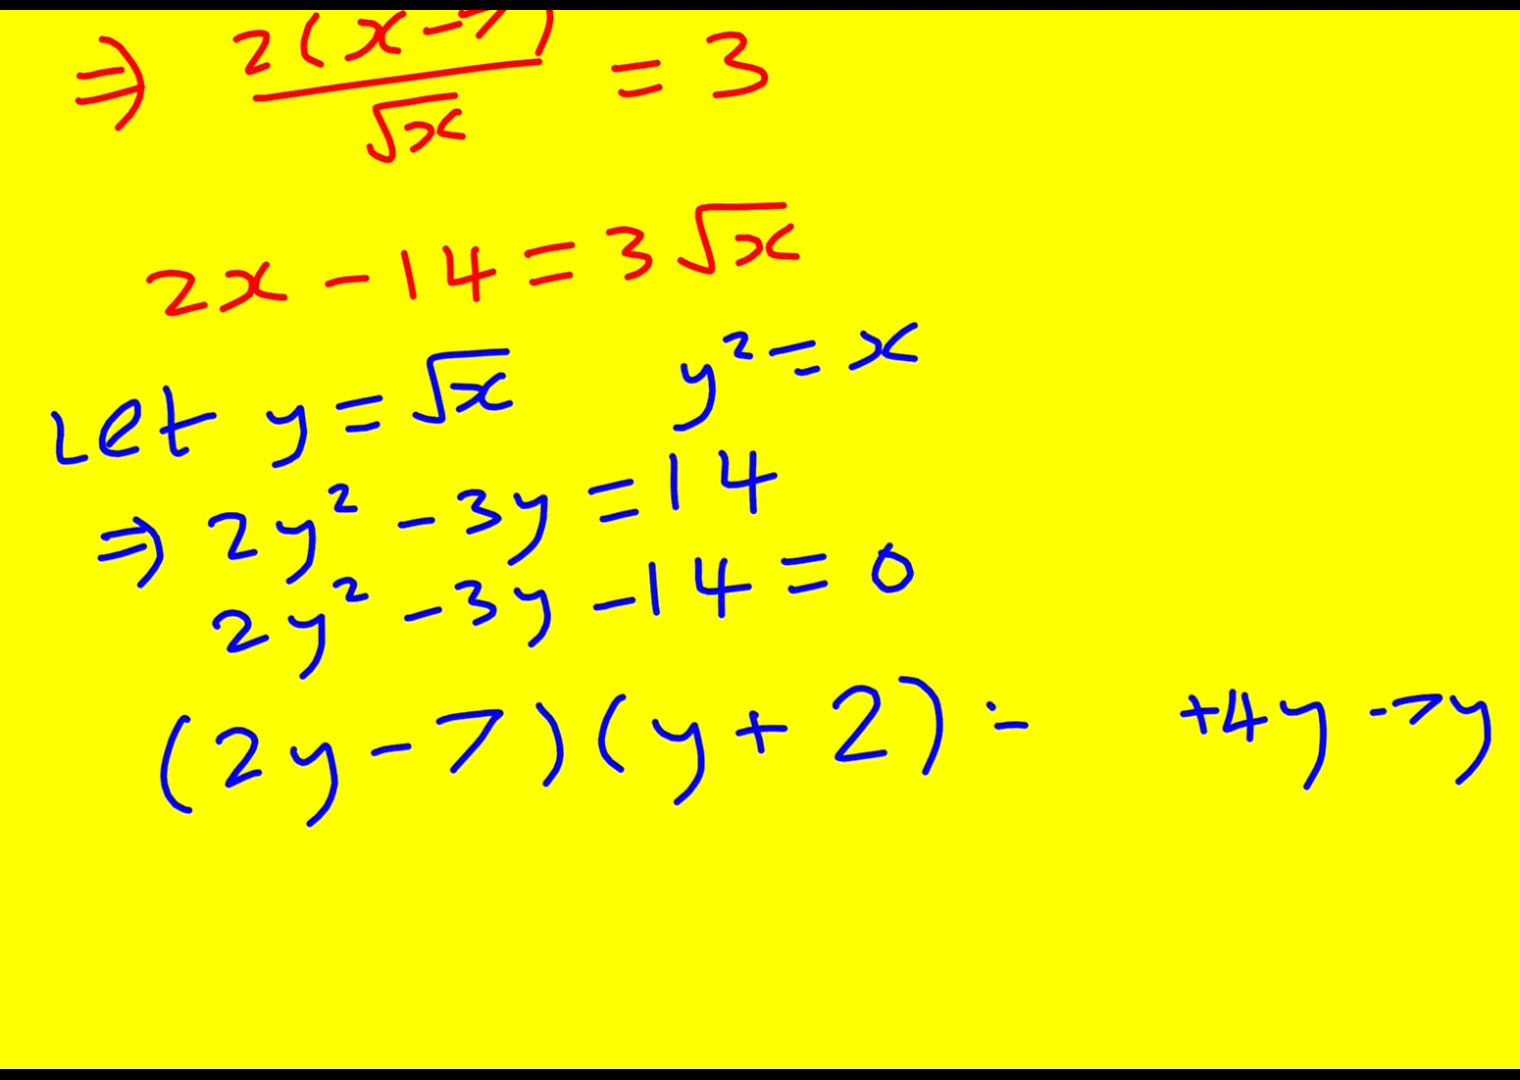 ⇒ 2(x-7)/√x = 3
2x - 14 = 3√x
Let y = √x    y² = x
⇒ 2y² - 3y = 14
2y² - 3y - 14 = 0
(2y - 7)(y + 2) =    +4y -7y